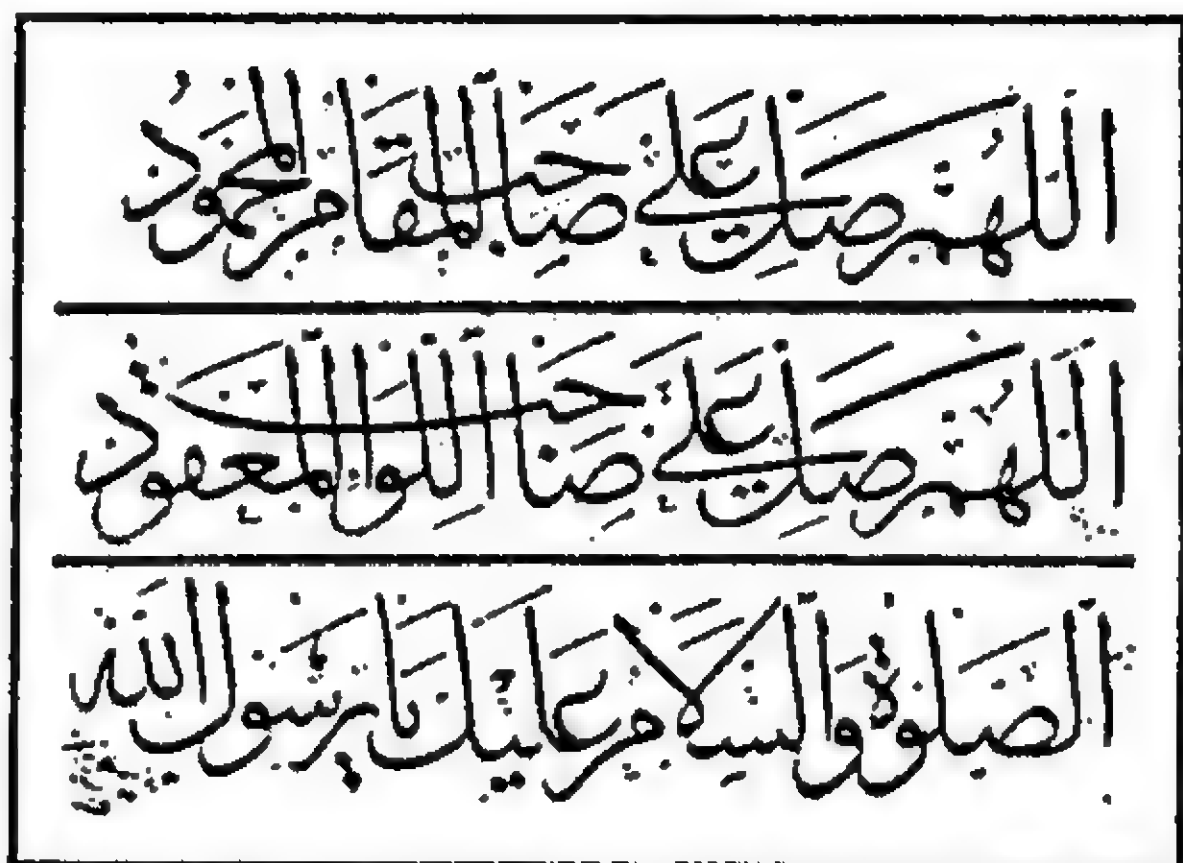 اللهم صل على صاحب المقام المحمود
اللهم صل على صاحب اللواء المعقود
الصلوة والسلام عليك يا رسول الله